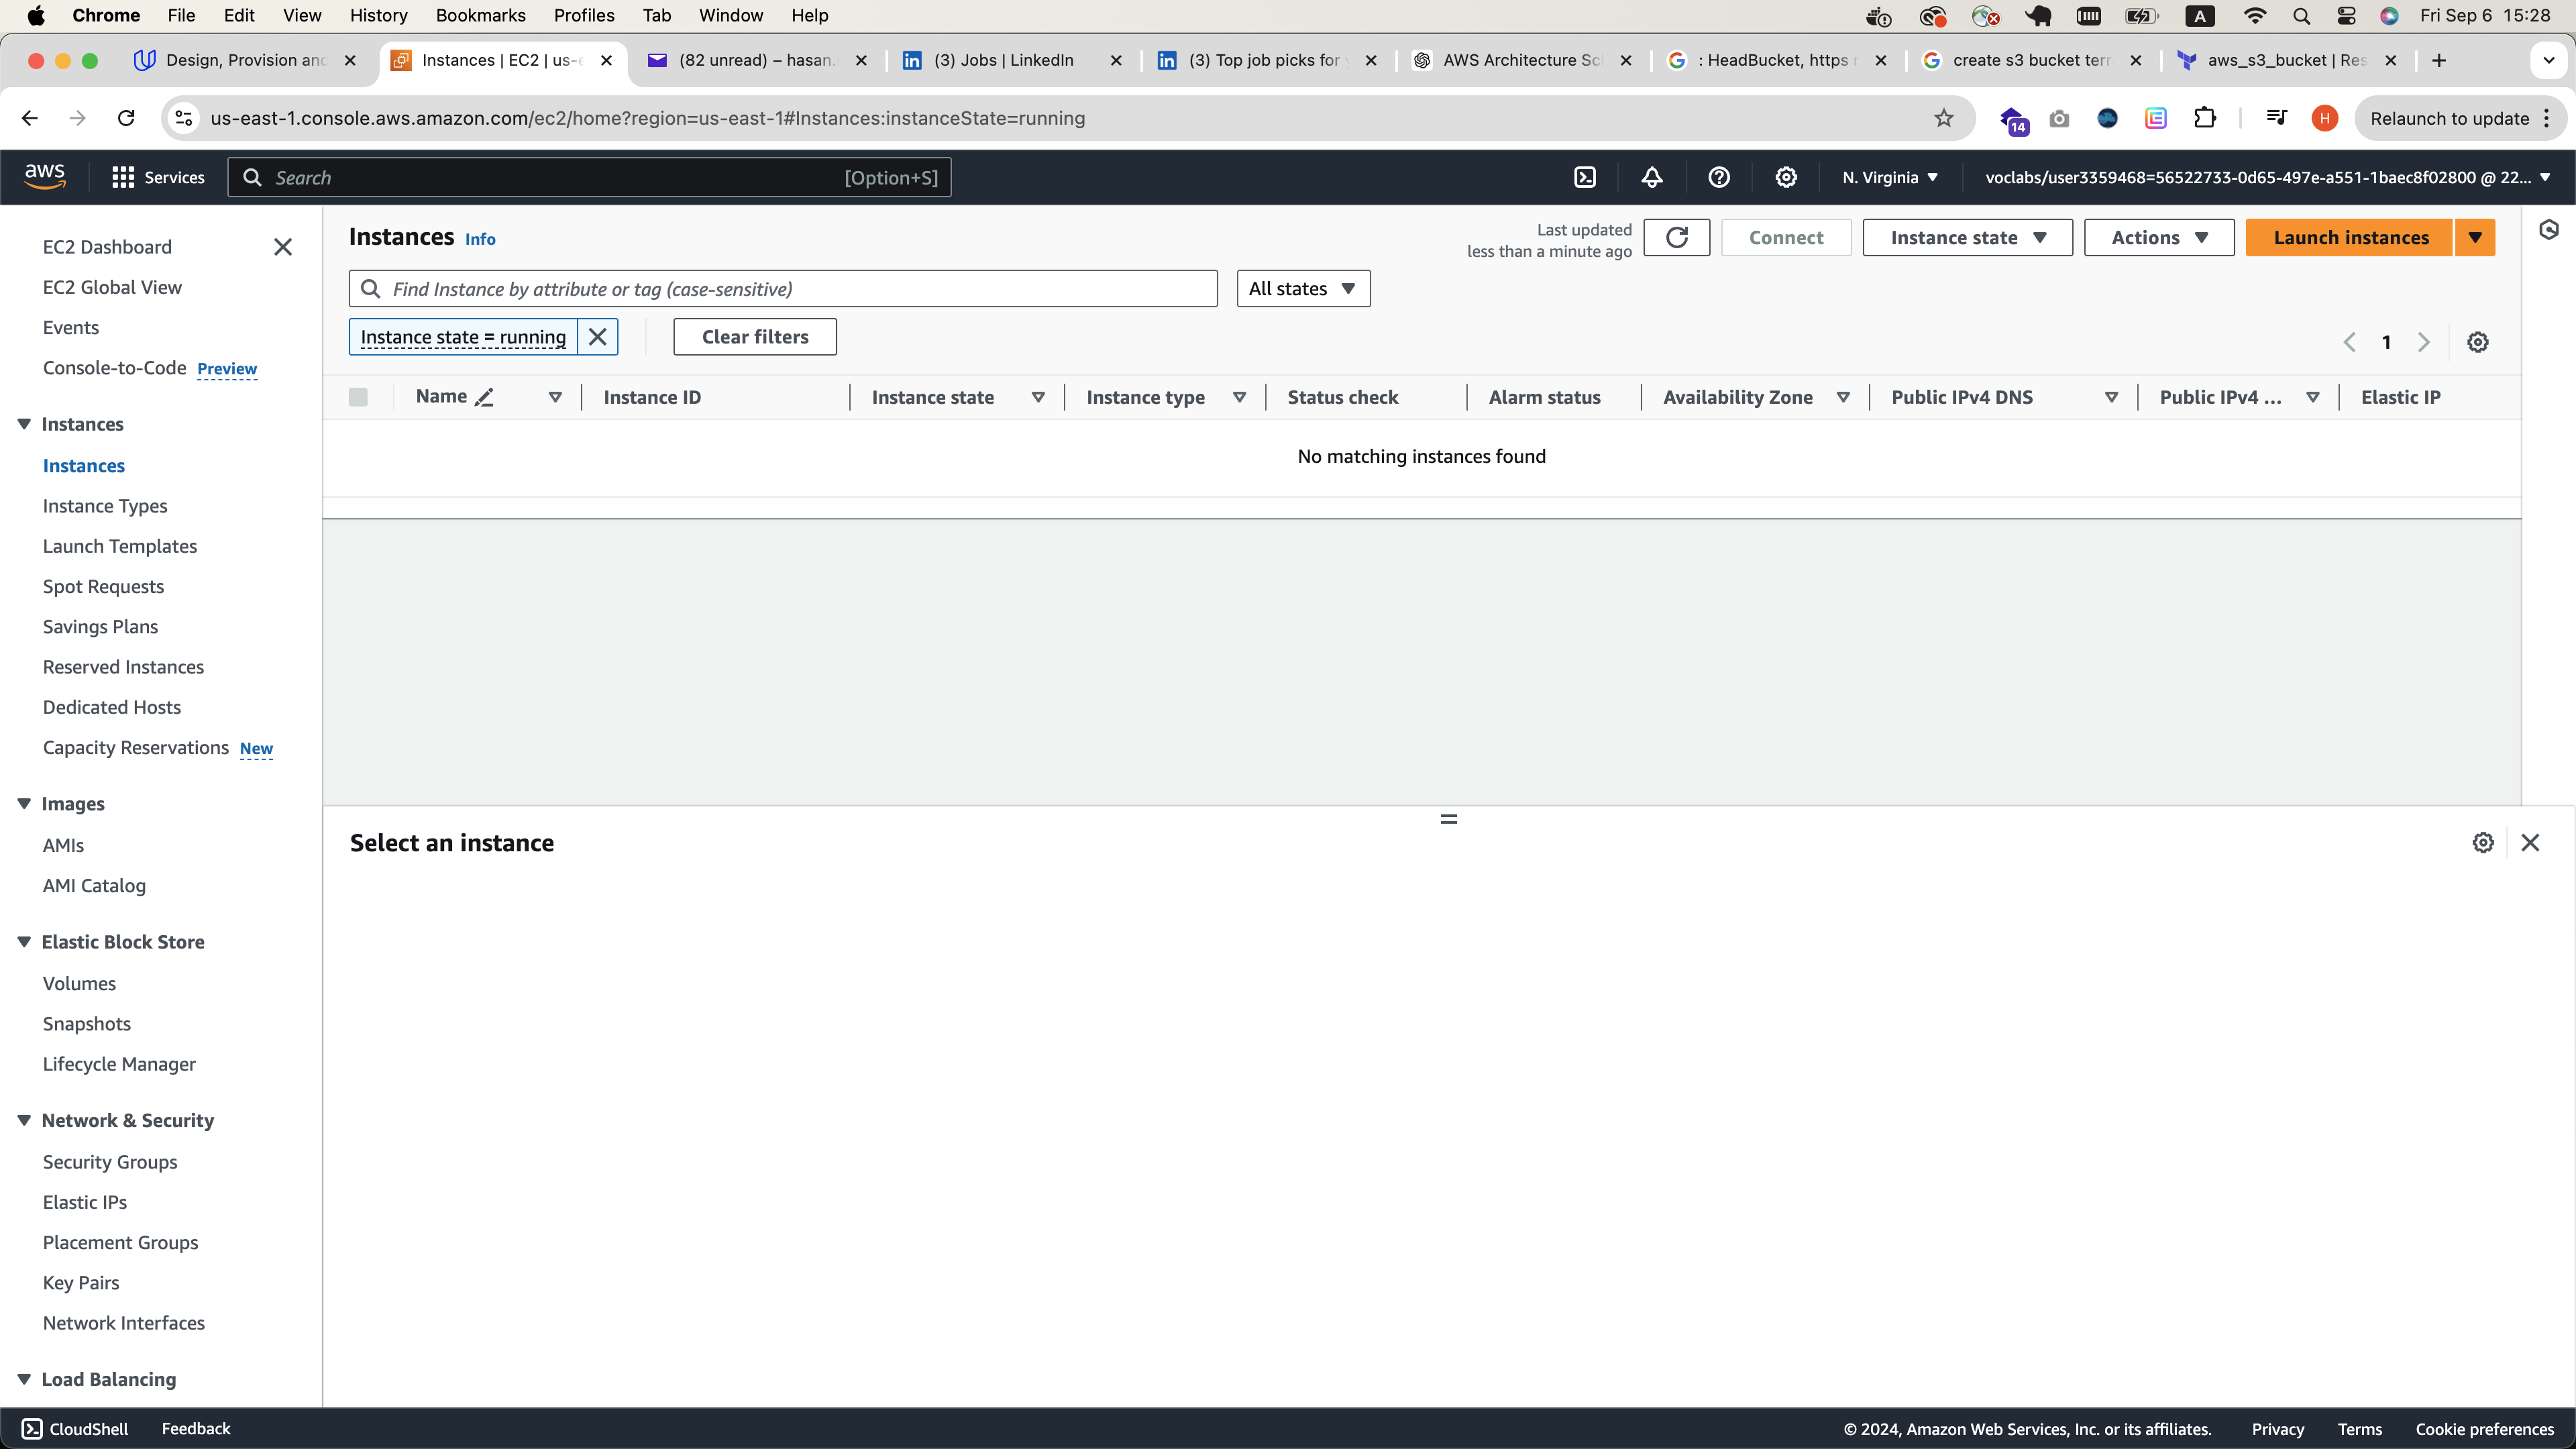 Chrome File Edit View History Bookmarks Profiles Tab Window Help A Fri Sep 6 15:28
Design, Provision and Instances | EC2 | us-e (82 unread) – hasan. (3) Jobs | LinkedIn (3) Top job picks for AWS Architecture Sc : HeadBucket, https create s3 bucket terr aws_s3_bucket | Res
us-east-1.console.aws.amazon.com/ec2/home?region=us-east-1#Instances:instanceState=running 14 H Relaunch to update
aws Services Search [Option+S] N. Virginia voclabs/user3359468=56522733-0d65-497e-a551-1baec8f02800 @ 22...
EC2 Dashboard
EC2 Global View
Events
Console-to-Code Preview
Instances
Instances
Instance Types
Launch Templates
Spot Requests
Savings Plans
Reserved Instances
Dedicated Hosts
Capacity Reservations New
Images
AMIs
AMI Catalog
Elastic Block Store
Volumes
Snapshots
Lifecycle Manager
Network & Security
Security Groups
Elastic IPs
Placement Groups
Key Pairs
Network Interfaces
Load Balancing
Instances Info
Last updated
less than a minute ago
Connect Instance state Actions Launch instances
Find Instance by attribute or tag (case-sensitive) All states
Instance state = running Clear filters 1
Name Instance ID Instance state Instance type Status check Alarm status Availability Zone Public IPv4 DNS Public IPv4 ... Elastic IP
No matching instances found
Select an instance
CloudShell Feedback © 2024, Amazon Web Services, Inc. or its affiliates. Privacy Terms Cookie preferences